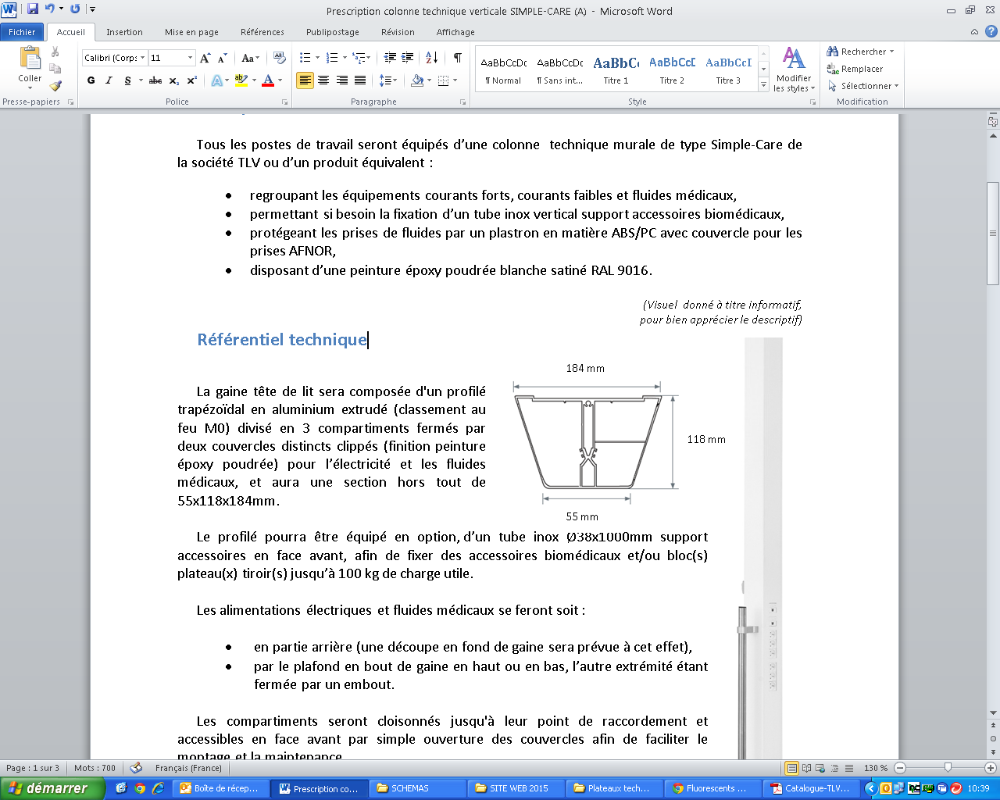 Prescription colonne technique verticale SIMPLE-CARE (A) - Microsoft Word
Fichier Accueil Insertion Mise en page Références Publipostage Révision Affichage
Coller
Calibri (Corps 11
G I S abc x₂ x²
AaBbCcDc AaBbCcDc AaBbC AaBbCcD AaBbCcI
¶ Normal ¶ Sans int... Titre 1 Titre 2 Titre 3
Modifier les styles
Rechercher
Remplacer
Sélectionner
Presse-papiers Police Paragraphe Style Modification
Tous les postes de travail seront équipés d’une colonne technique murale de type Simple-Care de
la société TLV ou d’un produit équivalent :
• regroupant les équipements courants forts, courants faibles et fluides médicaux,
• permettant si besoin la fixation d’un tube inox vertical support accessoires biomédicaux,
• protégeant les prises de fluides par un plastron en matière ABS/PC avec couvercle pour les
prises AFNOR,
• disposant d’une peinture époxy poudrée blanche satiné RAL 9016.
(Visuel donné à titre informatif,
pour bien apprécier le descriptif)
Référentiel technique
184 mm
118 mm
55 mm
La gaine tête de lit sera composée d'un profilé
trapézoïdal en aluminium extrudé (classement au
feu M0) divisé en 3 compartiments fermés par
deux couvercles distincts clippés (finition peinture
époxy poudrée) pour l’électricité et les fluides
médicaux, et aura une section hors tout de
55x118x184mm.
Le profilé pourra être équipé en option, d’un tube inox Ø38x1000mm support
accessoires en face avant, afin de fixer des accessoires biomédicaux et/ou bloc(s)
plateau(x) tiroir(s) jusqu’à 100 kg de charge utile.
Les alimentations électriques et fluides médicaux se feront soit :
• en partie arrière (une découpe en fond de gaine sera prévue à cet effet),
• par le plafond en bout de gaine en haut ou en bas, l’autre extrémité étant
fermée par un embout.
Les compartiments seront cloisonnés jusqu'à leur point de raccordement et
accessibles en face avant par simple ouverture des couvercles afin de faciliter le
montage et la maintenance.
Page : 1 sur 3 Mots : 700 Français (France) 130 %
démarrer Boîte de récep... Prescription co... SCHEMAS SITE WEB 2015 Plateaux tech... Fluorescents ... Catalogue-TLV... 10:39